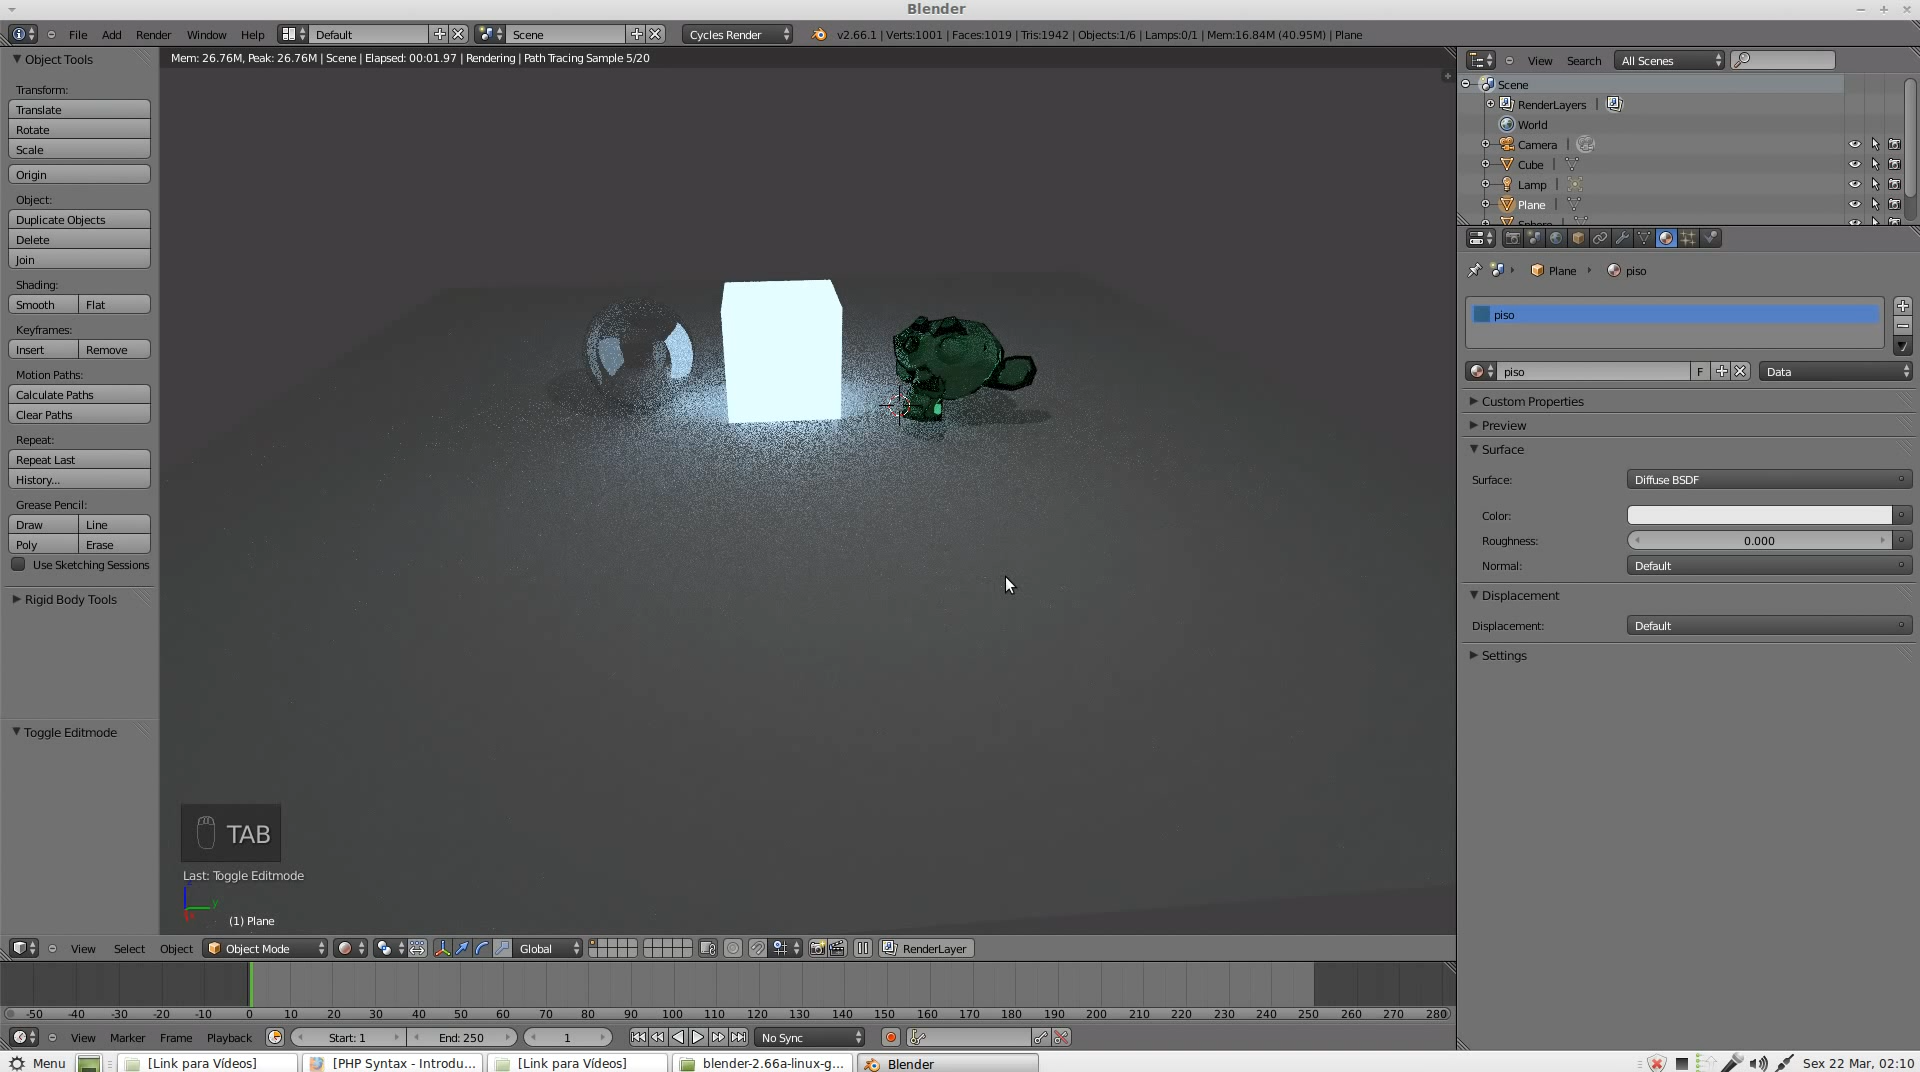 Blender
File Add Render Window Help Default Scene Cycles Render v2.66.1 | Verts:1001 | Faces:1019 | Tris:1942 | Objects:1/6 | Lamps:0/1 | Mem:16.84M (40.95M) | Plane
Object Tools
Mem: 26.76M, Peak: 26.76M | Scene | Elapsed: 00:01.97 | Rendering | Path Tracing Sample 5/20
Transform:
Translate
Rotate
Scale
Origin
Object:
Duplicate Objects
Delete
Join
Shading:
Smooth Flat
Keyframes:
Insert Remove
Motion Paths:
Calculate Paths
Clear Paths
Repeat:
Repeat Last
History...
Grease Pencil:
Draw Line
Poly Erase
Use Sketching Sessions
Rigid Body Tools
Toggle Editmode
TAB
Last: Toggle Editmode
y
(1) Plane
View Search All Scenes
Scene
RenderLayers |
World
Camera |
Cube |
Lamp |
Plane |
Sphere |
Plane piso
piso
piso F Data
Custom Properties
Preview
Surface
Surface: Diffuse BSDF
Color:
Roughness: 0.000
Normal: Default
Displacement
Displacement: Default
Settings
View Select Object Object Mode Global RenderLayer
-50 -40 -30 -20 -10 0 10 20 30 40 50 60 70 80 90 100 110 120 130 140 150 160 170 180 190 200 210 220 230 240 250 260 270 280
View Marker Frame Playback Start: 1 End: 250 1 No Sync
Menu [Link para Vídeos] [PHP Syntax - Introdu... [Link para Vídeos] blender-2.66a-linux-g... Blender Sex 22 Mar, 02:10